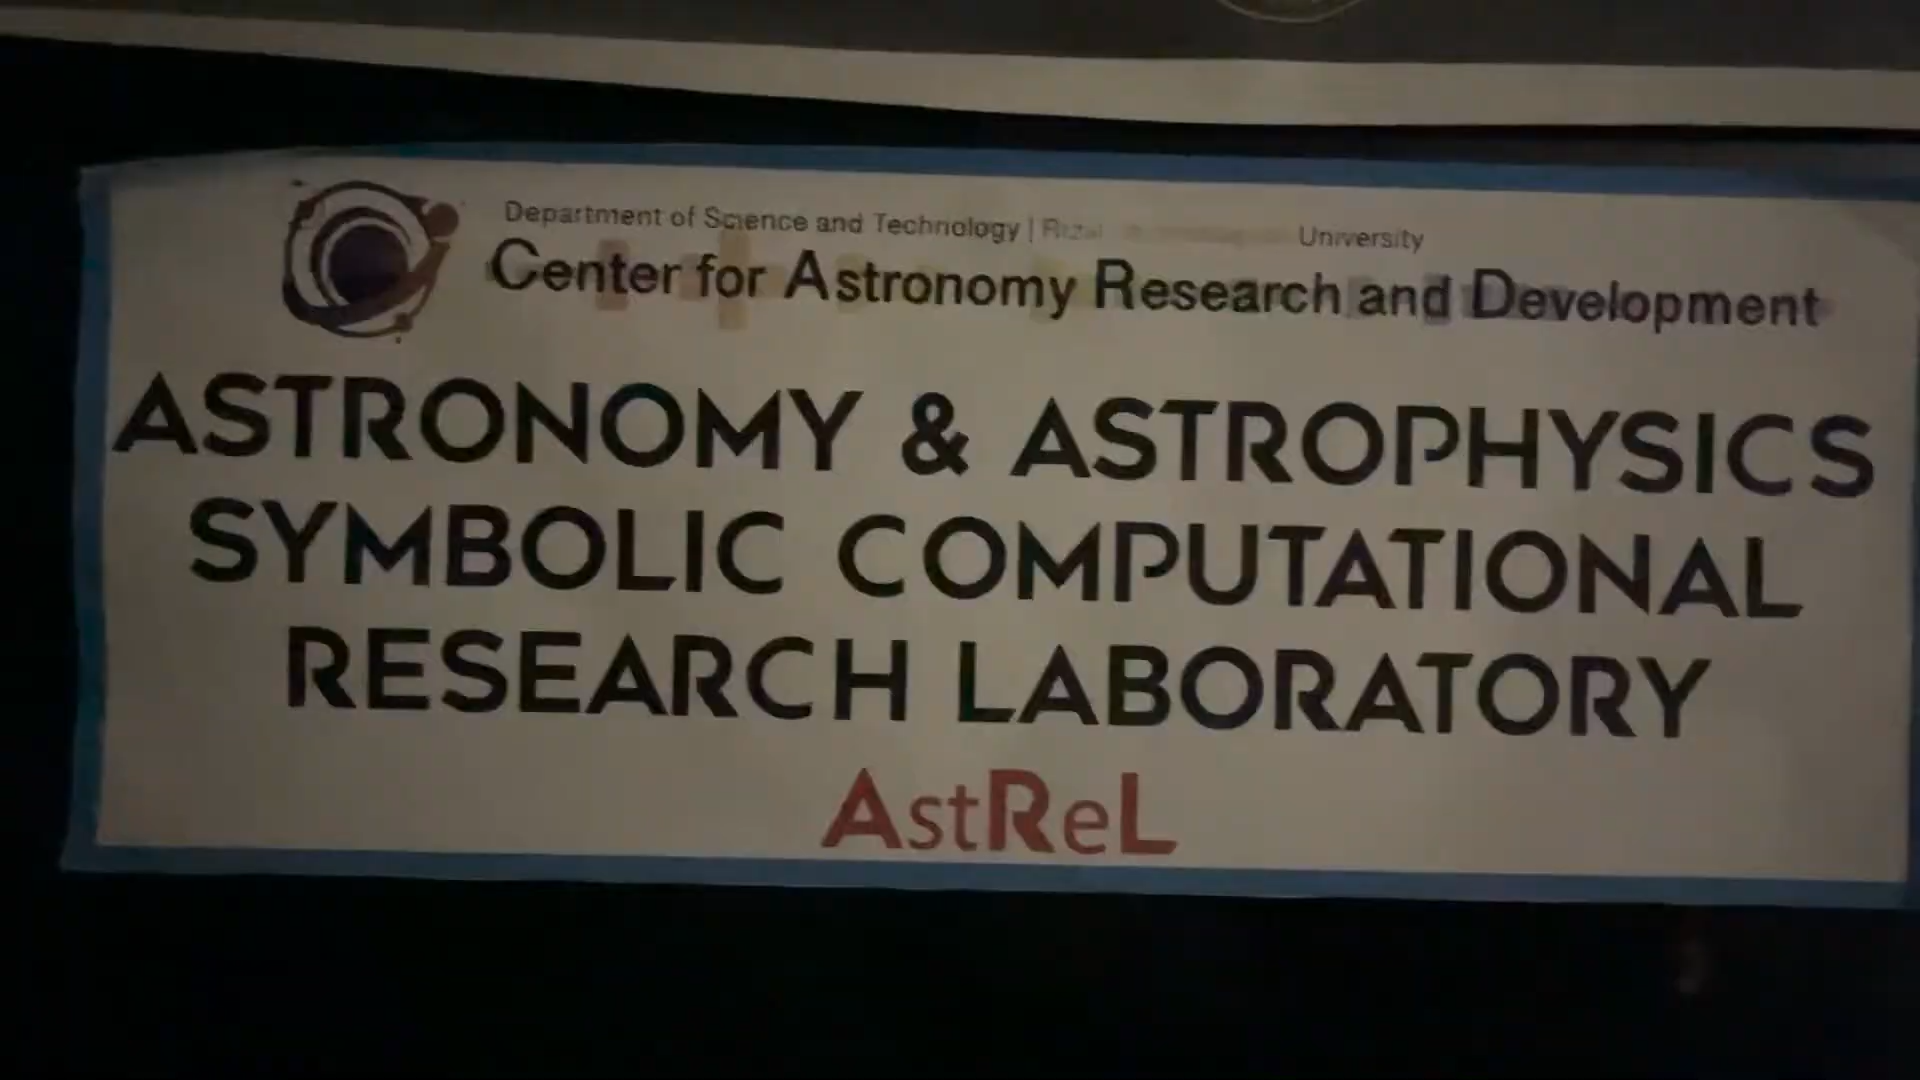 Department of Science and Technology | Rizal University
Center for Astronomy Research and Development
ASTRONOMY & ASTROPHYSICS
SYMBOLIC COMPUTATIONAL
RESEARCH LABORATORY
AstReL